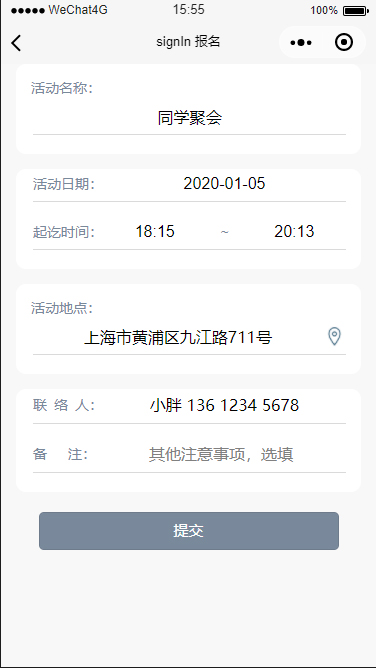 WeChat4G 15:55 100%
signIn 报名
活动名称：
同学聚会
活动日期： 2020-01-05
起讫时间： 18:15 ~ 20:13
活动地点：
上海市黄浦区九江路711号
联 络 人： 小胖 136 1234 5678
备 注： 其他注意事项，选填
提交